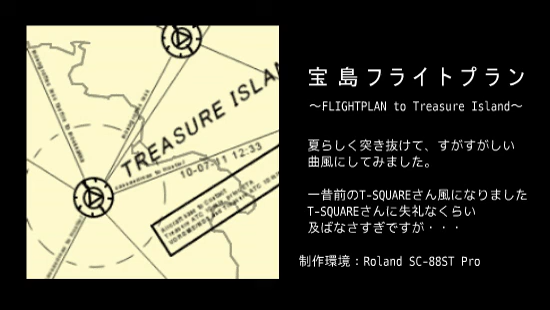 TREASURE ISLAN
10-07-11 12:33
宝島フライトプラン
～FLIGHTPLAN to Treasure Island～
夏らしく突き抜けて、すがすがしい
曲風にしてみました。
一昔前のT-SQUAREさん風になりました
T-SQUAREさんに失礼なくらい
及ばなさすぎですが・・・
制作環境：Roland SC-88ST Pro